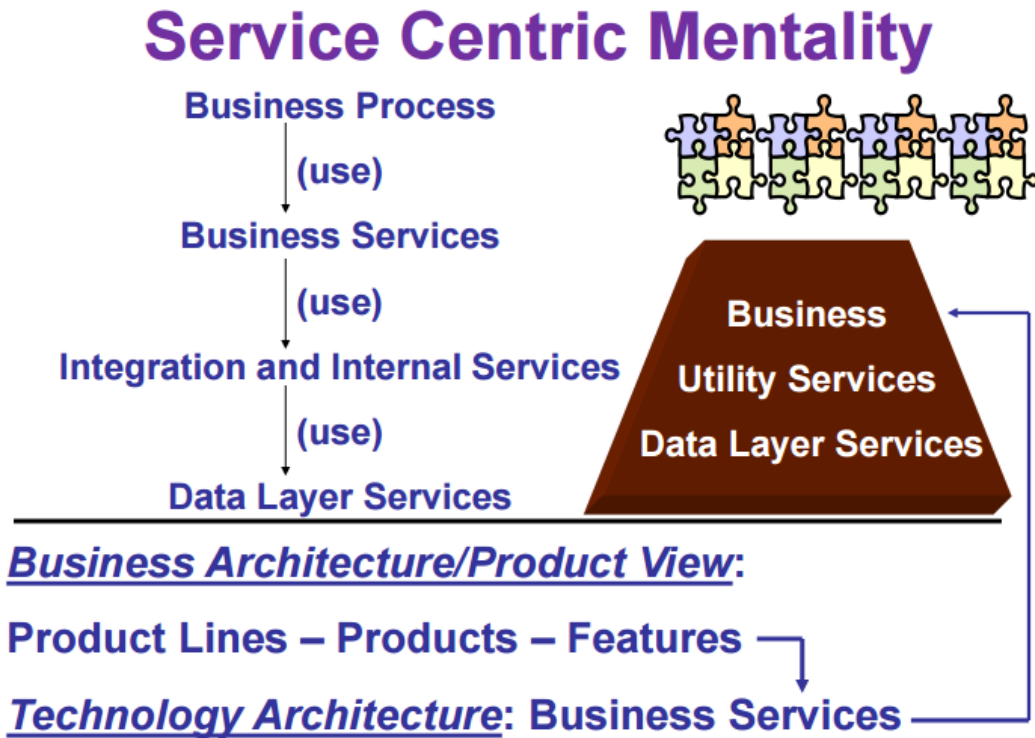 Service Centric Mentality
Business Process
(use)
Business Services
(use)
Integration and Internal Services
(use)
Data Layer Services
Business
Utility Services
Data Layer Services
Business Architecture/Product View:
Product Lines – Products – Features
Technology Architecture: Business Services